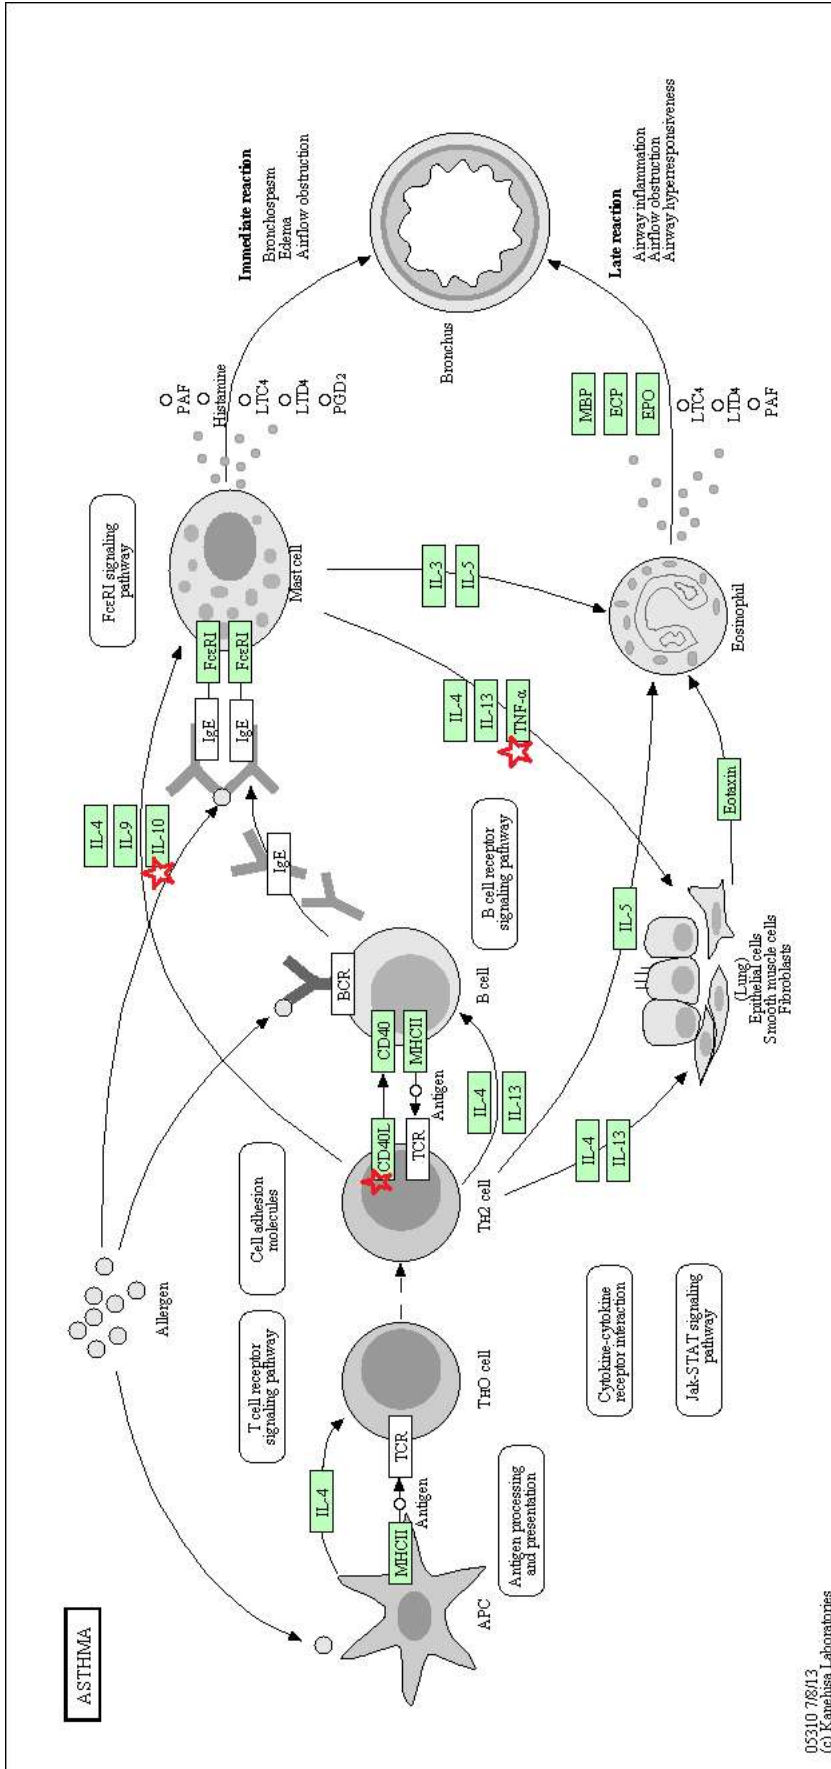 ASTHMA
Allergen
APC
MHCII
Antigen
TCR
IL-4
TH0 cell
Antigen processing
and presentation
T cell receptor
signaling pathway
Cell adhesion
molecules
TH2 cell
CD40L
TCR
Antigen
CD40
MHCII
BCR
B cell
IL-4
IL-13
B cell receptor
signaling pathway
IgE
IL-4
IL-9
IL-10
IgE
IgE
FcεRI
FcεRI
Mast cell
FcεRI signaling
pathway
PAF
Histamine
LTC4
LTD4
PGD2
Immediate reaction
Bronchospasm
Edema
Airflow obstruction
Bronchus
IL-3
IL-5
IL-4
IL-13
TNF-α
IL-5
IL-4
IL-13
(Lung)
Epithelial cells
Smooth muscle cells
Fibroblasts
Eotaxin
Eosinophil
MBP
ECP
EPO
LTC4
LTD4
PAF
Late reaction
Airway inflammation
Airflow obstruction
Airway hyperresponsiveness
Cytokine-cytokine
receptor interaction
Jak-STAT signaling
pathway
05310 7/8/13
(c) Kanehisa Laboratories